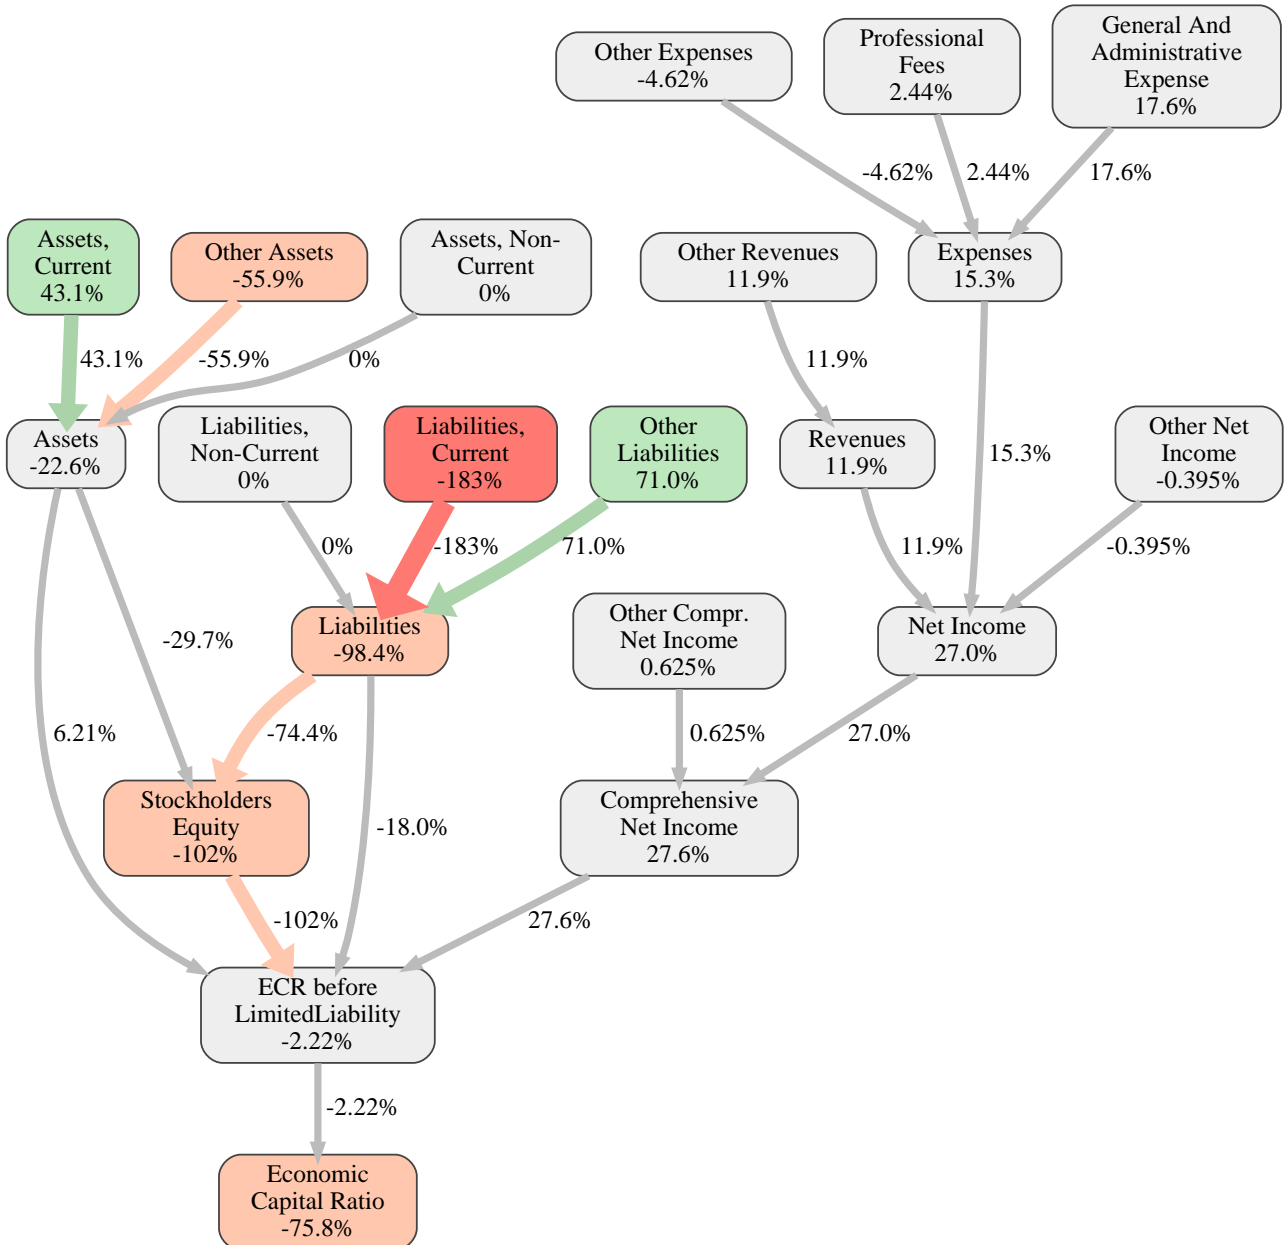 Other Expenses
-4.62%
Professional
Fees
2.44%
General And
Administrative
Expense
17.6%
-4.62%
2.44%
17.6%
Assets,
Current
43.1%
Other Assets
-55.9%
Assets, Non-
Current
0%
Other Revenues
11.9%
Expenses
15.3%
43.1%
-55.9%
0%
11.9%
Assets
-22.6%
Liabilities,
Non-Current
0%
Liabilities,
Current
-183%
Other
Liabilities
71.0%
Revenues
11.9%
15.3%
Other Net
Income
-0.395%
0%
-183%
71.0%
11.9%
-0.395%
-29.7%
Liabilities
-98.4%
Other Compr.
Net Income
0.625%
Net Income
27.0%
6.21%
-74.4%
0.625%
27.0%
Stockholders
Equity
-102%
-18.0%
Comprehensive
Net Income
27.6%
-102%
27.6%
ECR before
LimitedLiability
-2.22%
-2.22%
Economic
Capital Ratio
-75.8%